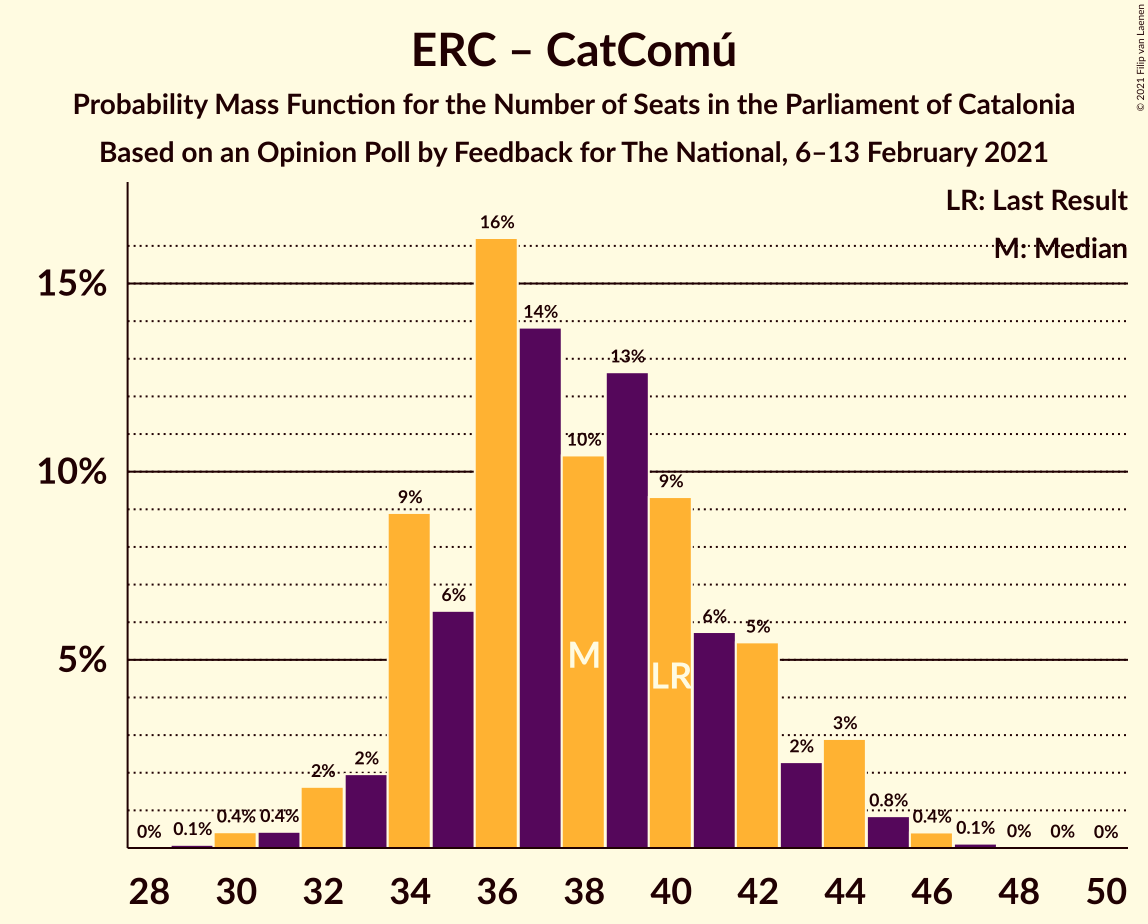 ERC – CatComú
Probability Mass Function for the Number of Seats in the Parliament of Catalonia
Based on an Opinion Poll by Feedback for The National, 6–13 February 2021
© 2021 Filip van Laenen
LR: Last Result
M: Median
15%
10%
5%
0%
0.1%
0.4%
0.4%
2%
2%
9%
6%
16%
14%
10%
13%
9%
6%
5%
2%
3%
0.8%
0.4%
0.1%
0%
0%
0%
M
LR
28 30 32 34 36 38 40 42 44 46 48 50